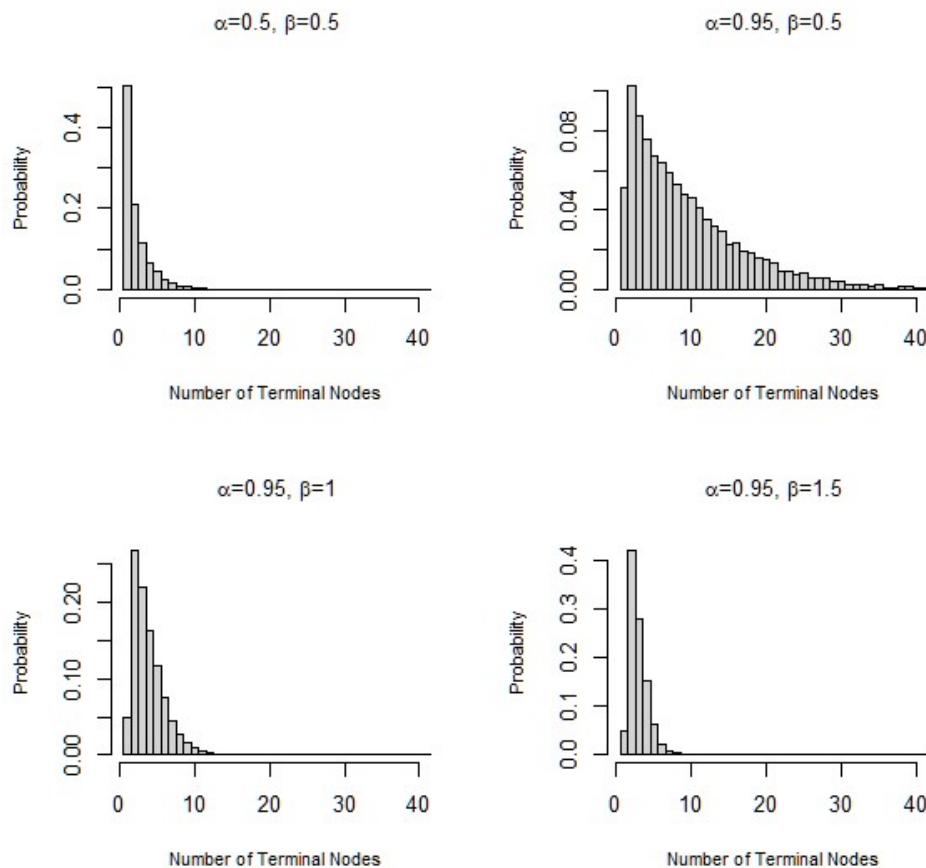 α=0.5, β=0.5
Probability
0.4
0.2
0.0
0 10 20 30 40
Number of Terminal Nodes
α=0.95, β=0.5
Probability
0.08
0.04
0.00
0 10 20 30 40
Number of Terminal Nodes
α=0.95, β=1
Probability
0.20
0.10
0.00
0 10 20 30 40
Number of Terminal Nodes
α=0.95, β=1.5
Probability
0.4
0.3
0.2
0.1
0.0
0 10 20 30 40
Number of Terminal Nodes